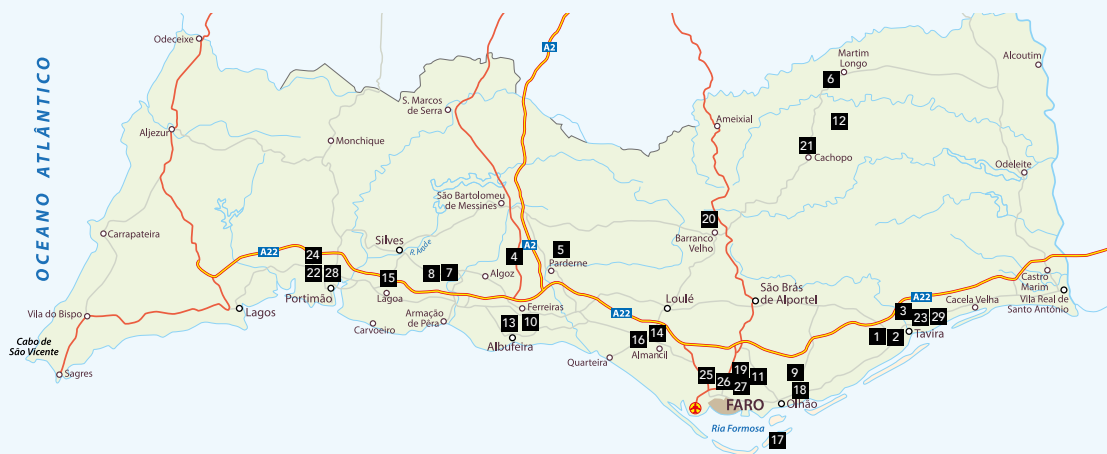 Odeceixe
A2
Martim
Longo
6
Alcoutim
OCEANO ATLÂNTICO
S. Marcos
de Serra
Aljezur
Monchique
Ameixial
12
21
Cachopo
Odeleite
São Bartolomeu
de Messines
Carrapateira
Silves
R. Arade
A2
4
5
Paderne
20
Barranco
Velho
A22
24
22
28
Portimão
15
Lagoa
8
7
Algoz
Castro
Marim
Vila Real de
Santo António
Cacela Velha
A22
3
23
29
1
2
Tavira
São Brás
de Alportel
Loulé
A22
Ferreiras
13
10
Albufeira
Armação
de Pêra
Carvoeiro
Lagos
Vila do Bispo
Cabo de
São Vicente
Sagres
16
14
Almancil
Quarteira
25
26
19
27
11
9
18
FARO
Olhão
Ria Formosa
17